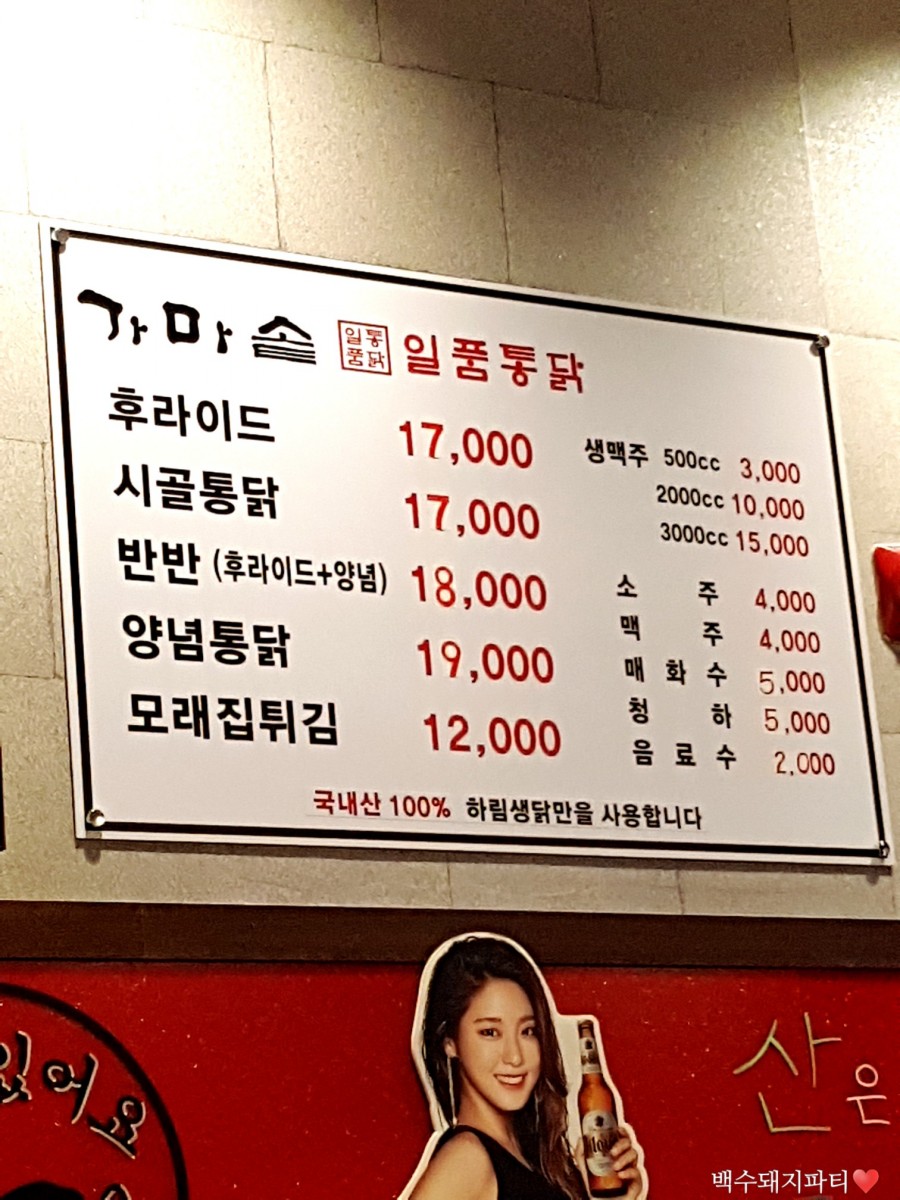 가마솥 일품통닭 일품통닭
후라이드 17,000
시골통닭 17,000
반반 (후라이드+양념) 18,000
양념통닭 19,000
모래집튀김 12,000
생맥주 500cc 3,000
2000cc 10,000
3000cc 15,000
소주 4,000
맥주 4,000
매화수 5,000
청하 5,000
음료수 2,000
국내산 100% 하림생닭만을 사용합니다
있어요
산은
백수돼지파티❤️